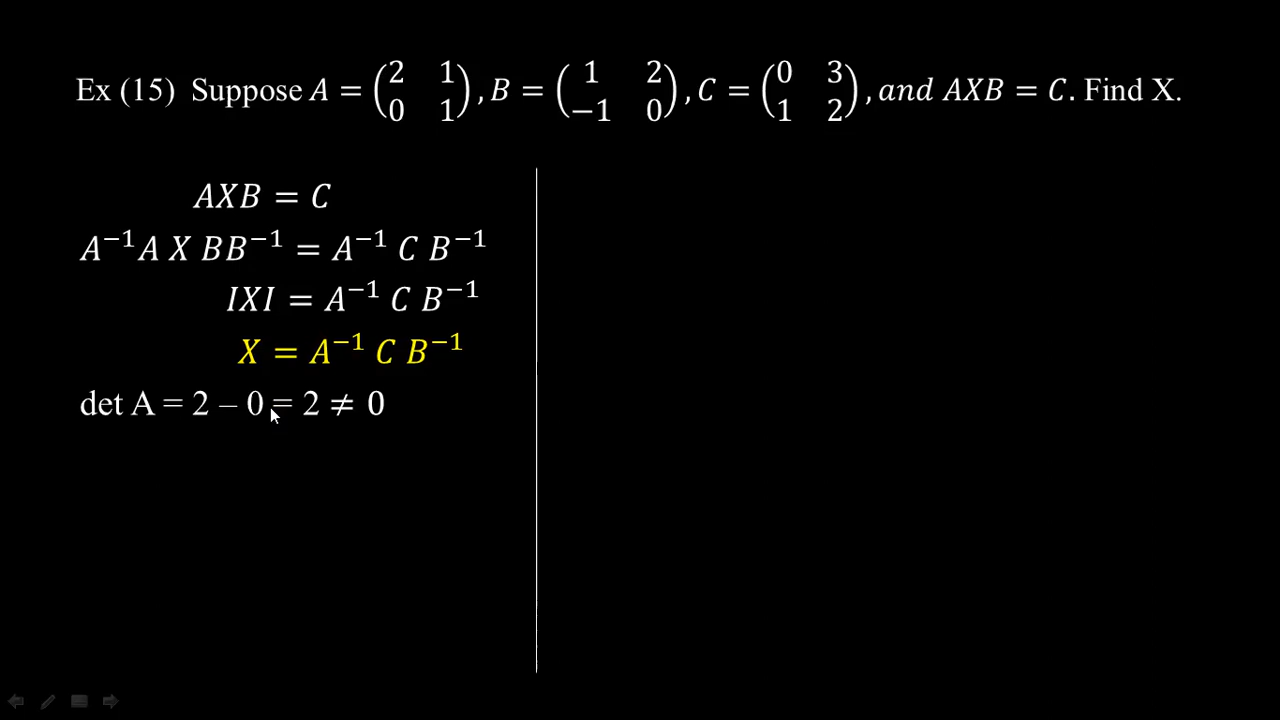 Ex (15) Suppose A = (2 1 0 1), B = (1 2 −1 0), C = (0 3 1 2), and AXB = C. Find X.
AXB = C
A⁻¹A X BB⁻¹ = A⁻¹ C B⁻¹
IXI = A⁻¹ C B⁻¹
X = A⁻¹ C B⁻¹
det A = 2 – 0 = 2 ≠ 0